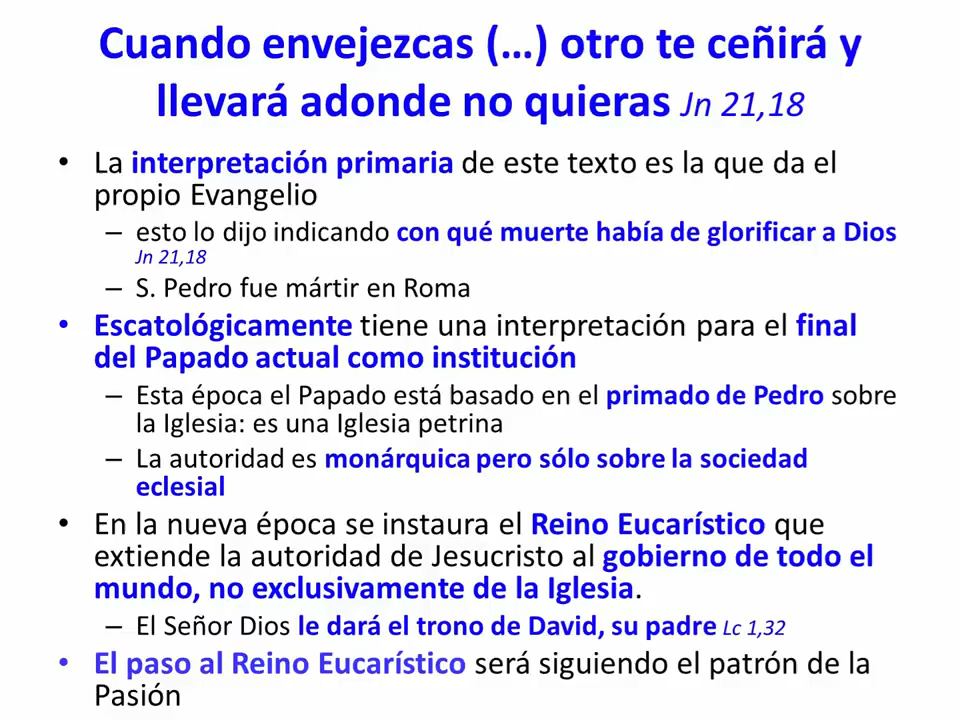 Cuando envejezcas (…) otro te ceñirá y
llevará adonde no quieras Jn 21,18
• La interpretación primaria de este texto es la que da el
propio Evangelio
– esto lo dijo indicando con qué muerte había de glorificar a Dios
Jn 21,18
– S. Pedro fue mártir en Roma
• Escatológicamente tiene una interpretación para el final
del Papado actual como institución
– Esta época el Papado está basado en el primado de Pedro sobre
la Iglesia: es una Iglesia petrina
– La autoridad es monárquica pero sólo sobre la sociedad
eclesial
• En la nueva época se instaura el Reino Eucarístico que
extiende la autoridad de Jesucristo al gobierno de todo el
mundo, no exclusivamente de la Iglesia.
– El Señor Dios le dará el trono de David, su padre Lc 1,32
• El paso al Reino Eucarístico será siguiendo el patrón de la
Pasión